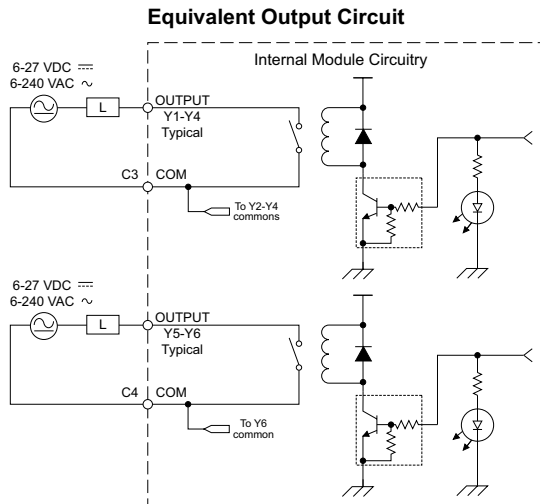 Equivalent Output Circuit
6-27 VDC ⎓
6-240 VAC ∿
Internal Module Circuitry
L
OUTPUT
Y1-Y4
Typical
C3
COM
To Y2-Y4
commons
6-27 VDC ⎓
6-240 VAC ∿
L
OUTPUT
Y5-Y6
Typical
C4
COM
To Y6
common